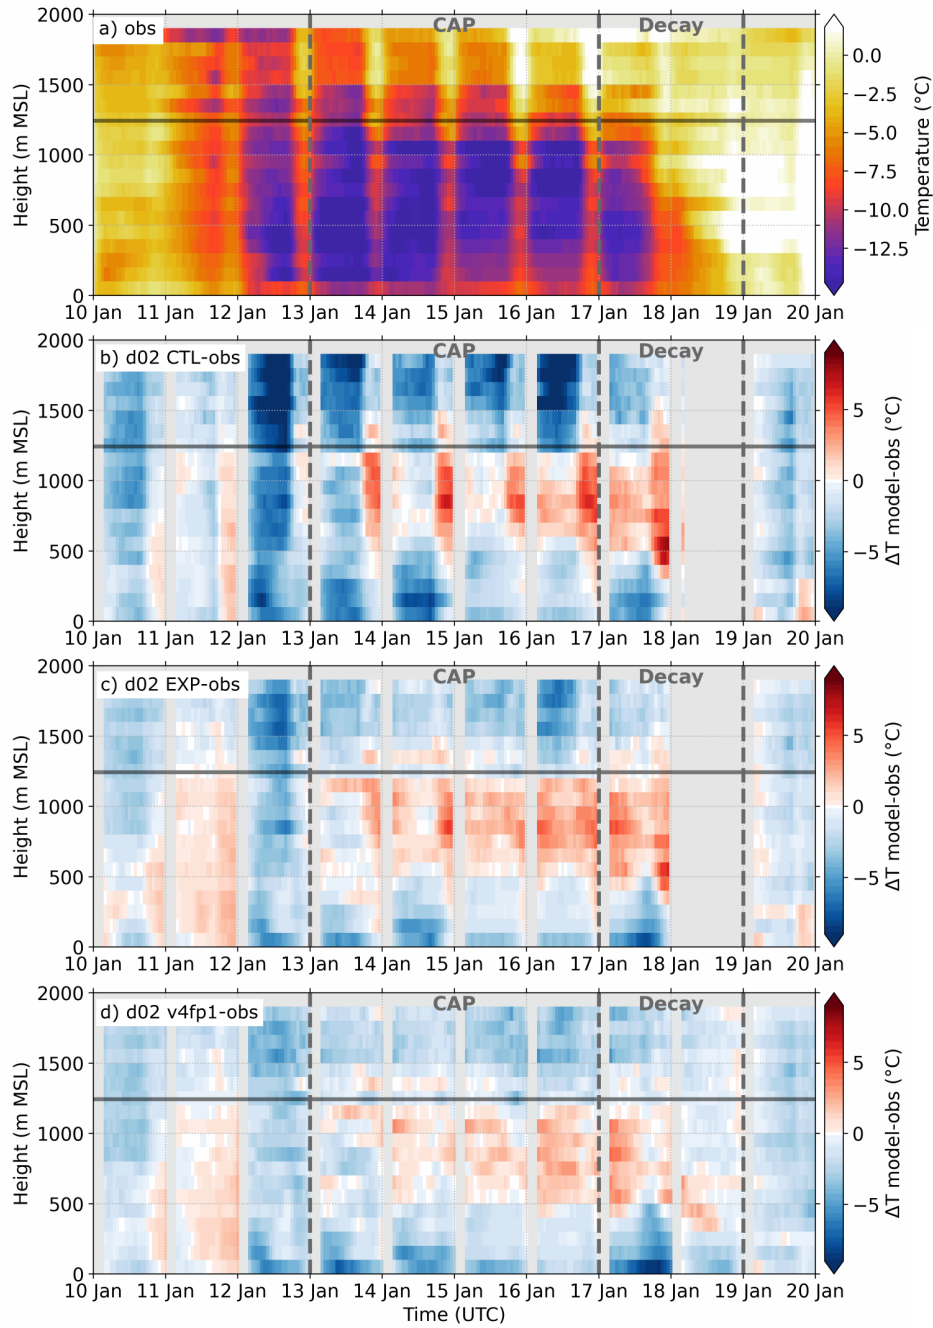 a) obs
CAP
Decay
2000
1500
1000
500
0
Height (m MSL)
10 Jan 11 Jan 12 Jan 13 Jan 14 Jan 15 Jan 16 Jan 17 Jan 18 Jan 19 Jan 20 Jan
0.0
−2.5
−5.0
−7.5
−10.0
−12.5
Temperature (°C)
b) d02 CTL-obs
CAP
Decay
2000
1500
1000
500
0
Height (m MSL)
10 Jan 11 Jan 12 Jan 13 Jan 14 Jan 15 Jan 16 Jan 17 Jan 18 Jan 19 Jan 20 Jan
5
0
−5
ΔT model-obs (°C)
c) d02 EXP-obs
CAP
Decay
2000
1500
1000
500
0
Height (m MSL)
10 Jan 11 Jan 12 Jan 13 Jan 14 Jan 15 Jan 16 Jan 17 Jan 18 Jan 19 Jan 20 Jan
5
0
−5
ΔT model-obs (°C)
d) d02 v4fp1-obs
CAP
Decay
2000
1500
1000
500
0
Height (m MSL)
10 Jan 11 Jan 12 Jan 13 Jan 14 Jan 15 Jan 16 Jan 17 Jan 18 Jan 19 Jan 20 Jan
Time (UTC)
5
0
−5
ΔT model-obs (°C)